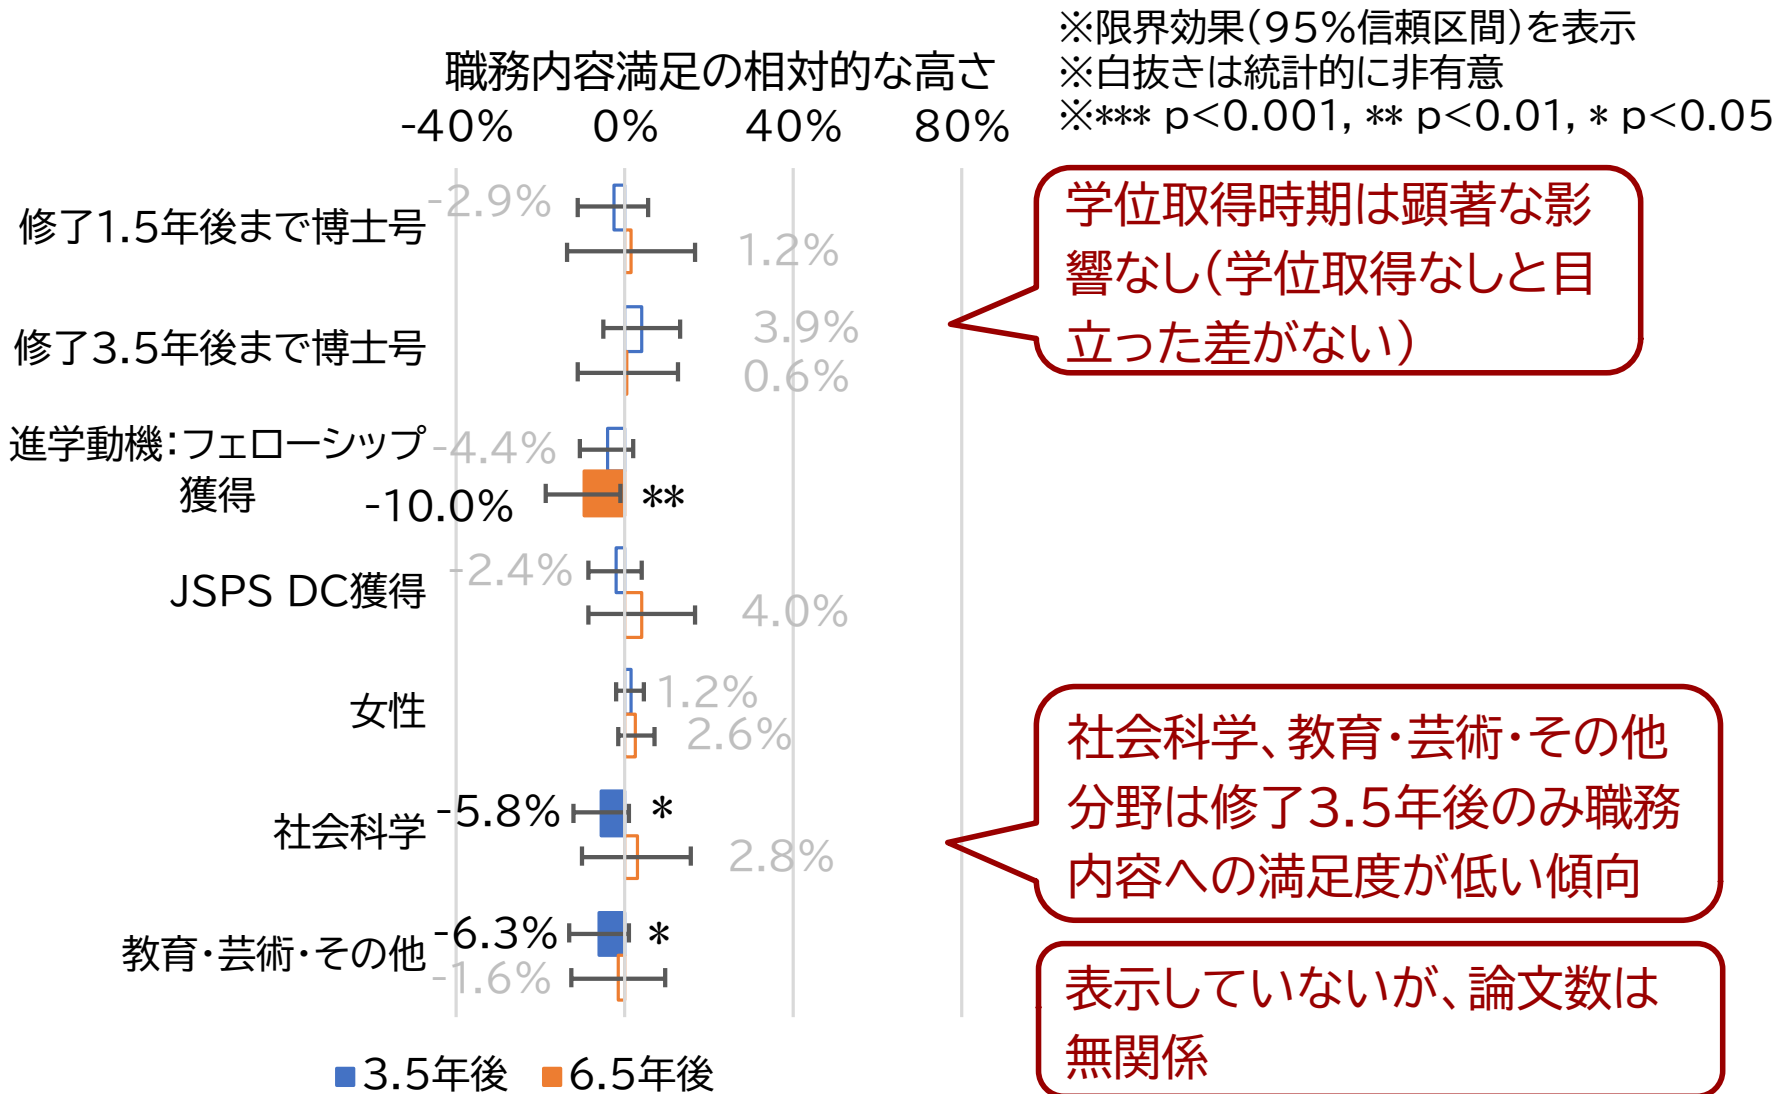 ※限界効果(95%信頼区間)を表示
※白抜きは統計的に非有意
※*** p<0.001, ** p<0.01, * p<0.05
職務内容満足の相対的な高さ
-40% 0% 40% 80%
修了1.5年後まで博士号
-2.9%
1.2%
修了3.5年後まで博士号
3.9%
0.6%
進学動機:フェローシップ
獲得
-4.4%
-10.0% **
JSPS DC獲得
-2.4%
4.0%
女性
1.2%
2.6%
社会科学
-5.8% *
2.8%
教育・芸術・その他
-6.3% *
-1.6%
3.5年後 6.5年後
学位取得時期は顕著な影
響なし(学位取得なしと目
立った差がない)
社会科学、教育・芸術・その他
分野は修了3.5年後のみ職務
内容への満足度が低い傾向
表示していないが、論文数は
無関係